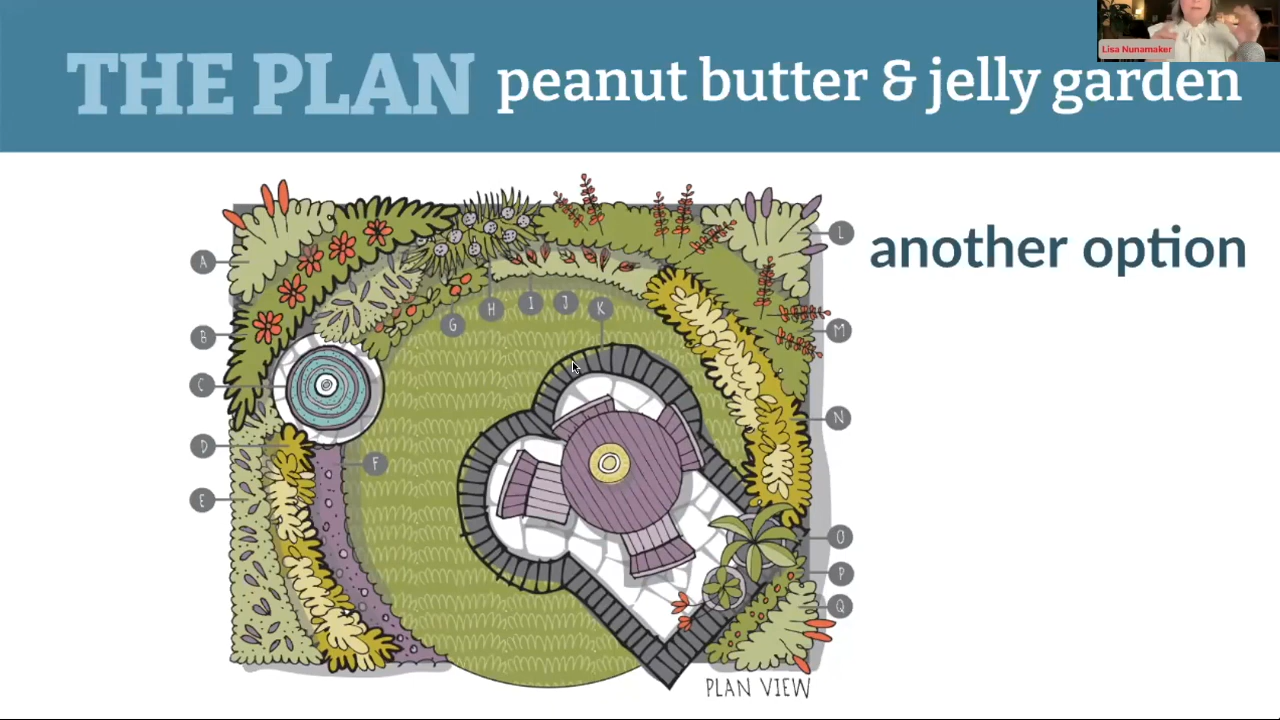 Lisa Nunamaker
THE PLAN peanut butter & jelly garden
another option
A
B
C
D
E
F
G
H
I
J
K
L
M
N
O
P
Q
PLAN VIEW